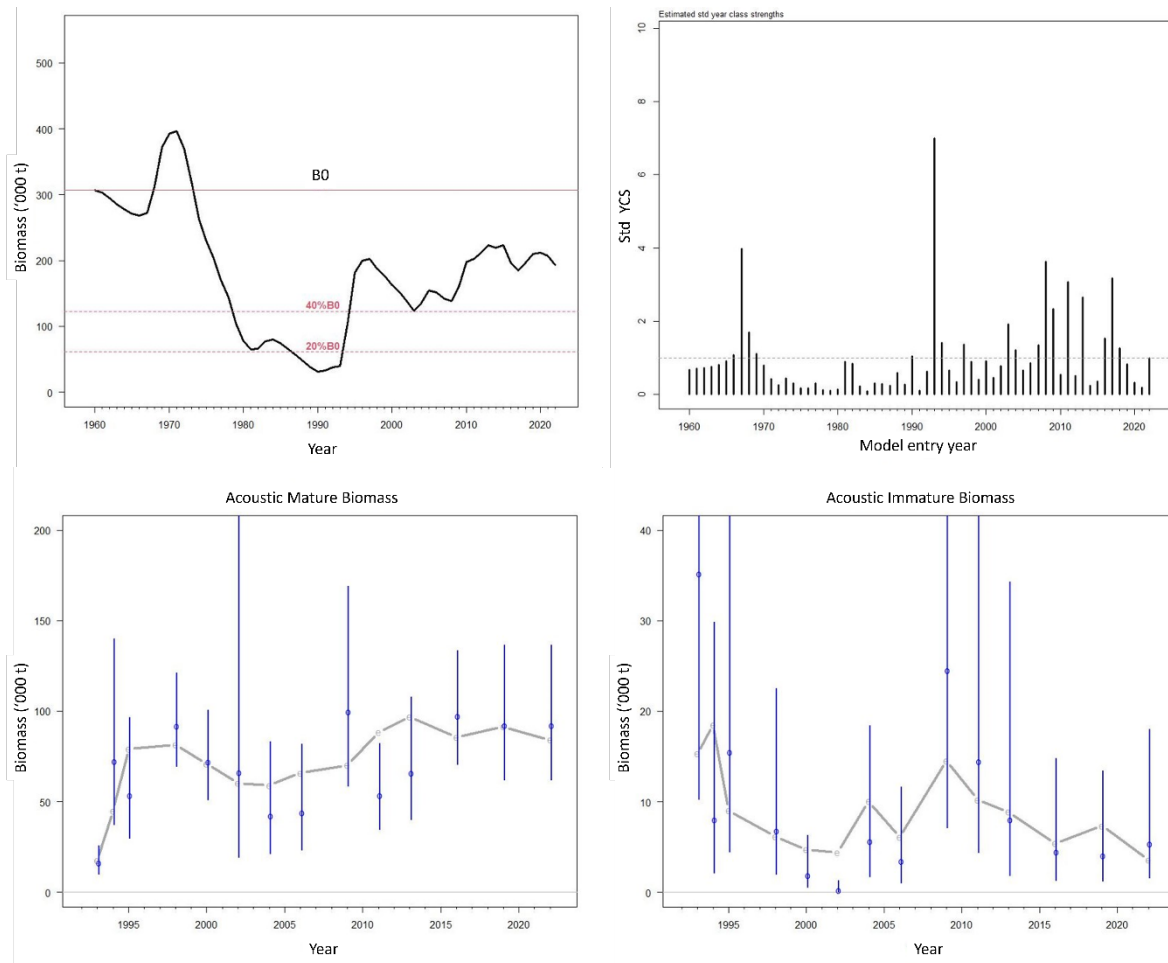 500
400
300
200
100
0
Biomass ('000 t)
B0
40%B0
20%B0
1960 1970 1980 1990 2000 2010 2020
Year
Estimated std year class strengths
10
8
6
4
2
0
Std YCS
1960 1970 1980 1990 2000 2010 2020
Model entry year
Acoustic Mature Biomass
200
150
100
50
0
Biomass ('000 t)
1995 2000 2005 2010 2015 2020
Year
Acoustic Immature Biomass
40
30
20
10
0
Biomass ('000 t)
1995 2000 2005 2010 2015 2020
Year